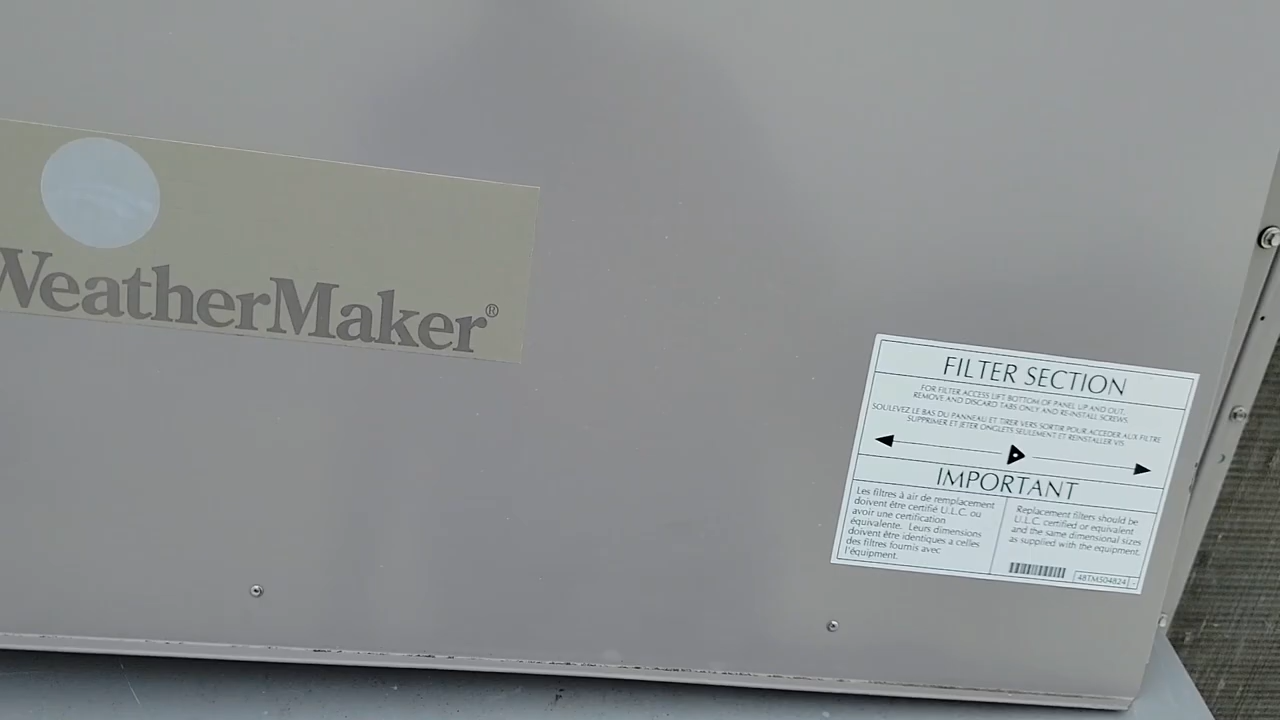 WeatherMaker®
FILTER SECTION
FOR FILTER ACCESS LIFT BOTTOM OF PANEL UP AND OUT,
REMOVE AND DISCARD TABS ONLY AND RE-INSTALL SCREWS.
SOULEVEZ LE BAS DU PANNEAU ET TIRER VERS SORTIR POUR ACCEDER AUX FILTRE
SUPPRIMER ET JETER ONGLETS SEULEMENT ET REINSTALLER VIS
IMPORTANT
Les filtres à air de remplacement
doivent être certifié U.L.C. ou
avoir une certification
équivalente. Leurs dimensions
doivent être identiques a celles
des filtres fournis avec
l'équipment.
Replacement filters should be
U.L.C. certified or equivalent
and the same dimensional sizes
as supplied with the equipment.
48TM504824 -